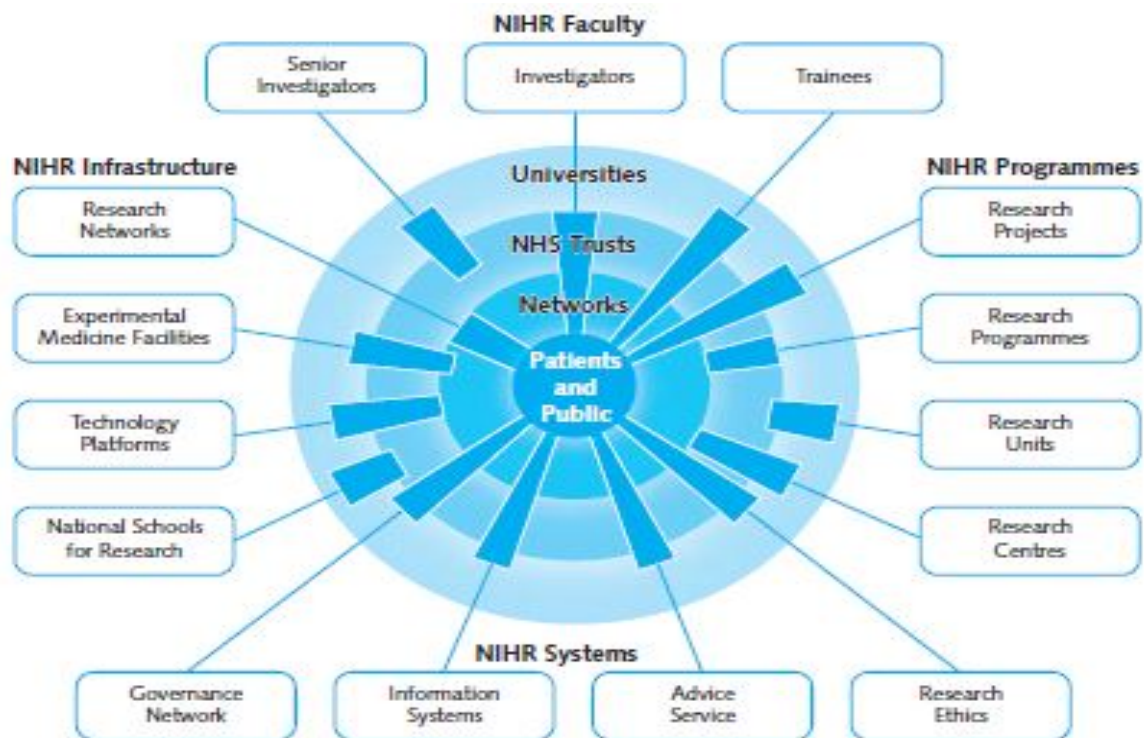 NIHR Faculty
Senior
Investigators
Investigators
Trainees
NIHR Infrastructure
Research
Networks
Experimental
Medicine Facilities
Technology
Platforms
National Schools
for Research
Universities
NHS Trusts
Networks
Patients
and
Public
NIHR Programmes
Research
Projects
Research
Programmes
Research
Units
Research
Centres
NIHR Systems
Governance
Network
Information
Systems
Advice
Service
Research
Ethics